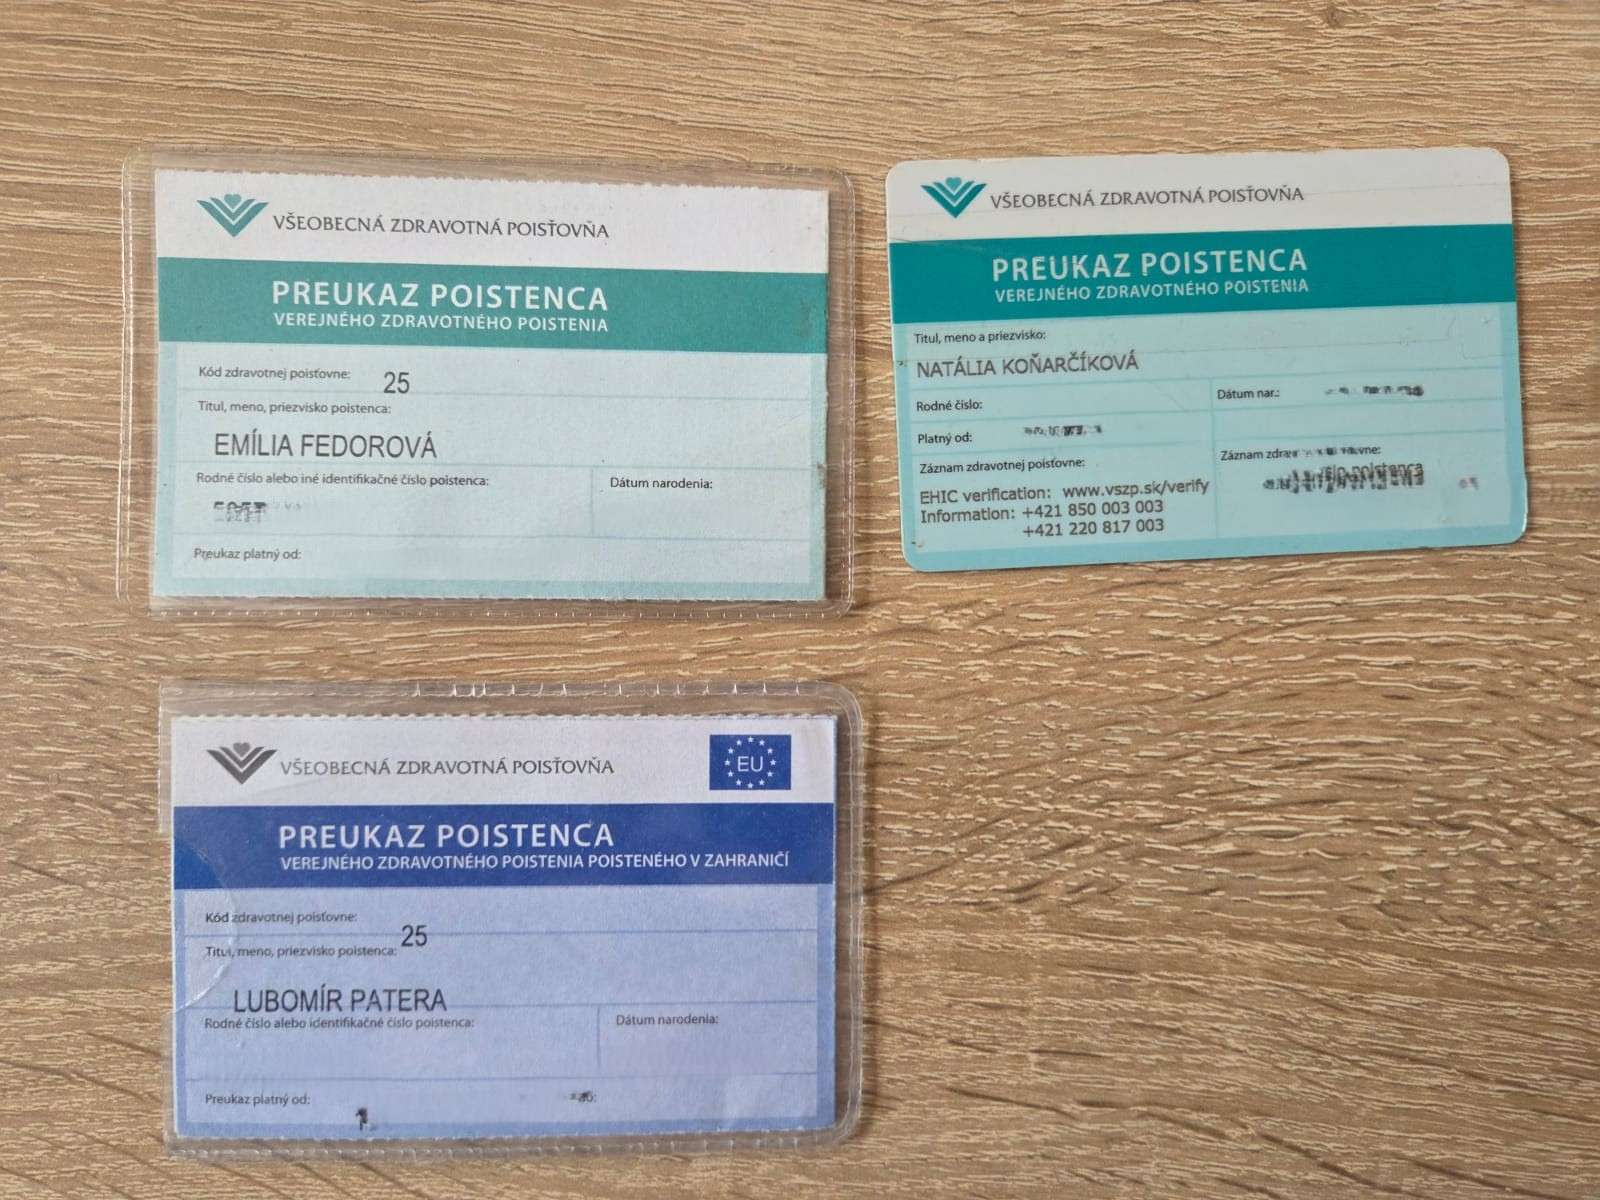 VŠEOBECNÁ ZDRAVOTNÁ POISŤOVŇA
PREUKAZ POISTENCA
VEREJNÉHO ZDRAVOTNÉHO POISTENIA
Kód zdravotnej poisťovne: 25
Titul, meno, priezvisko poistenca:
EMÍLIA FEDOROVÁ
Rodné číslo alebo iné identifikačné číslo poistenca:
Dátum narodenia:
Preukaz platný od:
VŠEOBECNÁ ZDRAVOTNÁ POISŤOVŇA
PREUKAZ POISTENCA
VEREJNÉHO ZDRAVOTNÉHO POISTENIA
Titul, meno a priezvisko:
NATÁLIA KOŇARČÍKOVÁ
Rodné číslo:
Dátum nar.:
Platný od:
Záznam zdravotnej poisťovne:
EHIC verification: www.vszp.sk/verify
Information: +421 850 003 003
+421 220 817 003
Záznam
poistenca
VŠEOBECNÁ ZDRAVOTNÁ POISŤOVŇA
EU
PREUKAZ POISTENCA
VEREJNÉHO ZDRAVOTNÉHO POISTENIA POISTENÉHO V ZAHRANIČÍ
Kód zdravotnej poisťovne: 25
Titul, meno, priezvisko poistenca:
LUBOMÍR PATERA
Rodné číslo alebo identifikačné číslo poistenca:
Dátum narodenia:
Preukaz platný od: